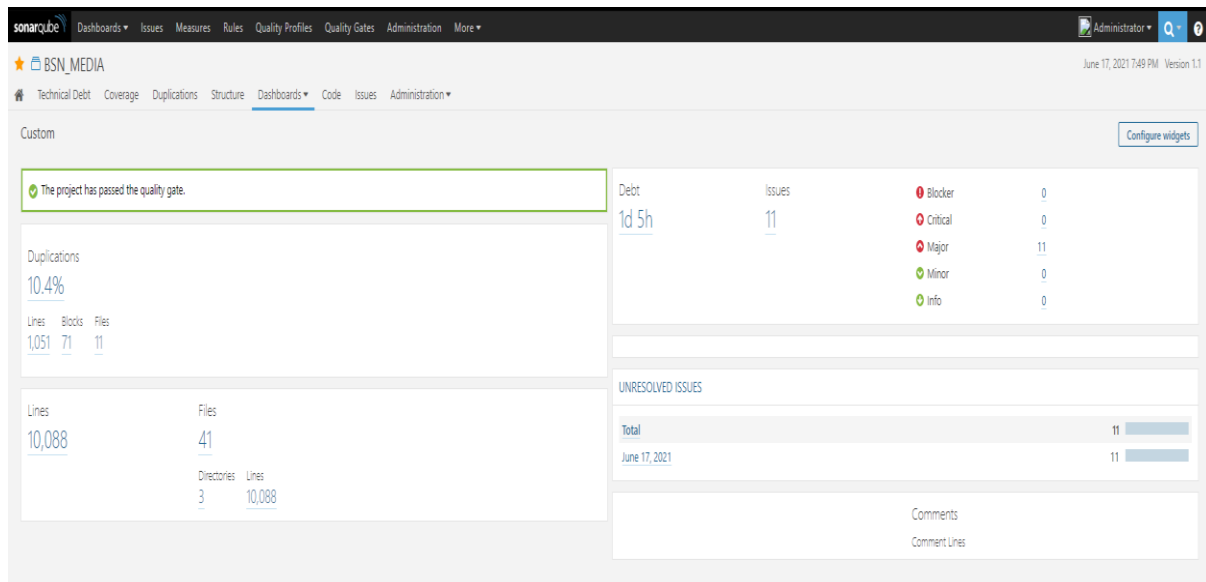 sonarqube Dashboards Issues Measures Rules Quality Profiles Quality Gates Administration More Administrator
BSN_MEDIA
June 17, 2021 7:49 PM Version 1.1
Technical Debt Coverage Duplications Structure Dashboards Code Issues Administration
Custom
Configure widgets
The project has passed the quality gate.
Duplications
10.4%
Lines Blocks Files
1,051 71 11
Lines Files
10,088 41
Directories Lines
3 10,088
Debt Issues
1d 5h 11
Blocker 0
Critical 0
Major 11
Minor 0
Info 0
UNRESOLVED ISSUES
Total 11
June 17, 2021 11
Comments
Comment Lines